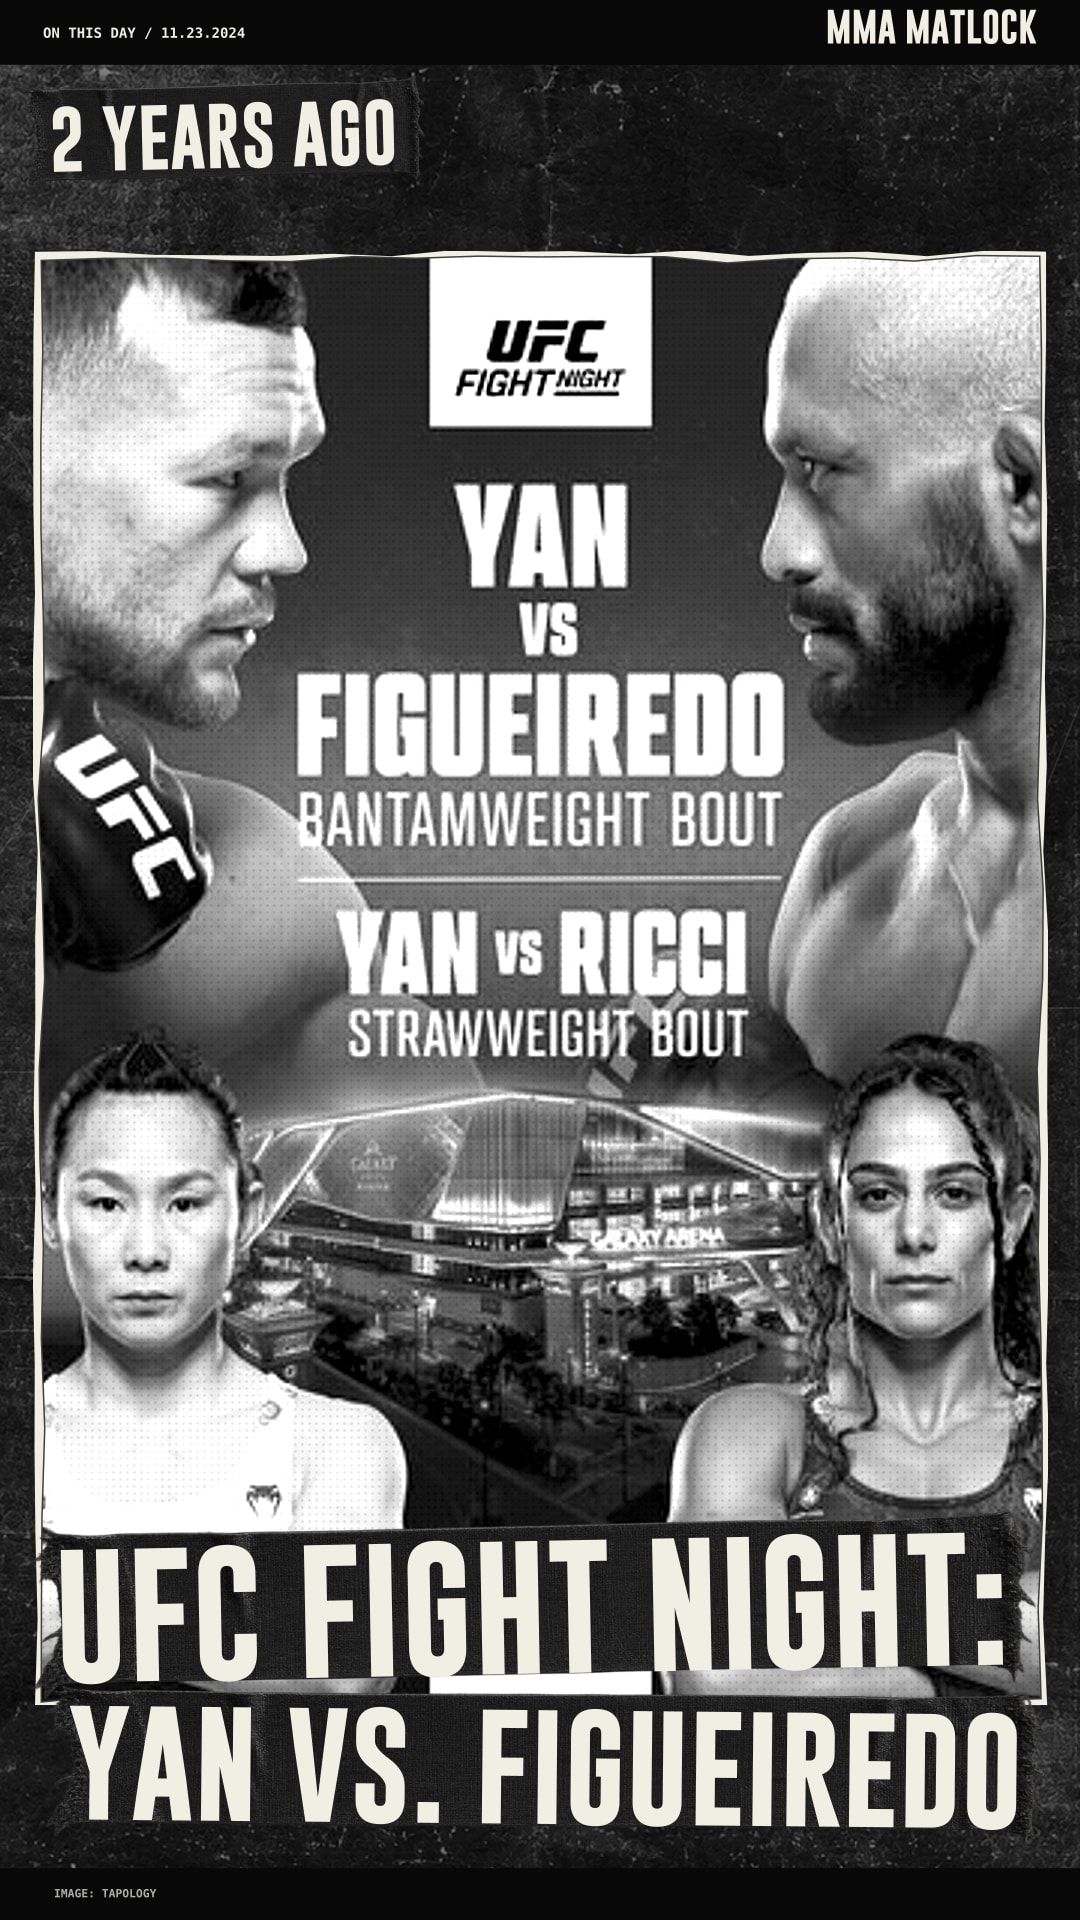 ON THIS DAY / 11.23.2024
MMA MATLOCK
2 YEARS AGO
UFC
FIGHT NIGHT
YAN
VS
FIGUEIREDO
BANTAMWEIGHT BOUT
UFC
YAN VS RICCI
STRAWWEIGHT BOUT
GALAXY ARENA
UFC FIGHT NIGHT:
YAN VS. FIGUEIREDO
IMAGE: TAPOLOGY